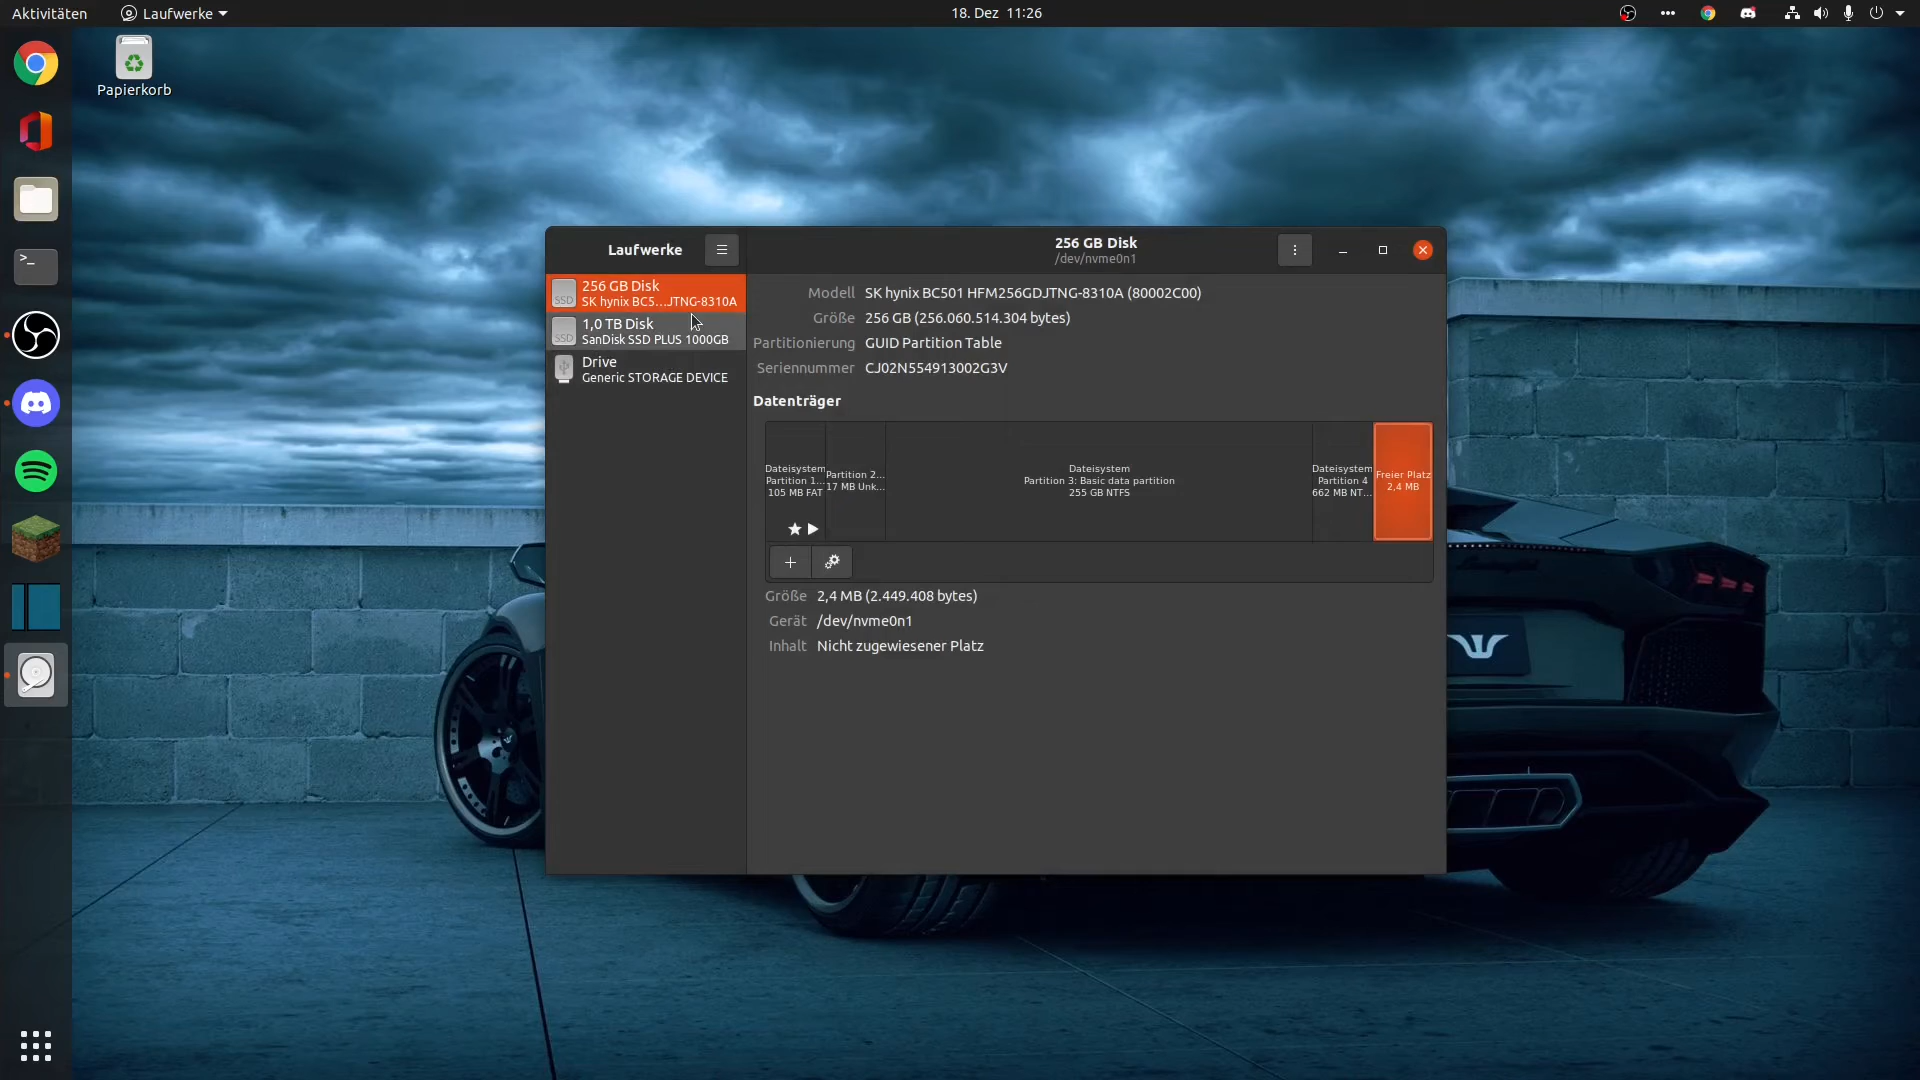 Aktivitäten
Laufwerke
18. Dez 11:26
Papierkorb
Laufwerke
256 GB Disk
/dev/nvme0n1
256 GB Disk
SK hynix BC5...JTNG-8310A
1,0 TB Disk
SanDisk SSD PLUS 1000GB
Drive
Generic STORAGE DEVICE
SSD
SSD
Modell SK hynix BC501 HFM256GDJTNG-8310A (80002C00)
Größe 256 GB (256.060.514.304 bytes)
Partitionierung GUID Partition Table
Seriennummer CJ02N554913002G3V
Datenträger
Dateisystem
Partition 1...
105 MB FAT
Partition 2...
17 MB Unk...
Dateisystem
Partition 3: Basic data partition
255 GB NTFS
Dateisystem
Partition 4
662 MB NT...
Freier Platz
2,4 MB
Größe 2,4 MB (2.449.408 bytes)
Gerät /dev/nvme0n1
Inhalt Nicht zugewiesener Platz